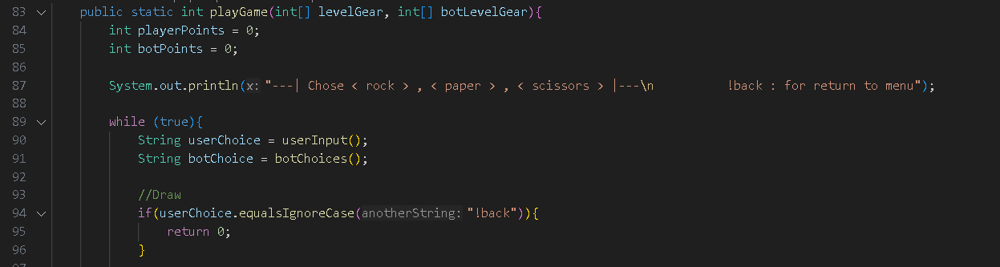 83 public static int playGame(int[] levelGear, int[] botLevelGear){
84 int playerPoints = 0;
85 int botPoints = 0;
86
87 System.out.println(x: "---| Chose < rock > , < paper > , < scissors > |---\n          !back : for return to menu");
88
89 while (true){
90 String userChoice = userInput();
91 String botChoice = botChoices();
92
93 //Draw
94 if(userChoice.equalsIgnoreCase(anotherString: "!back")){
95 return 0;
96 }